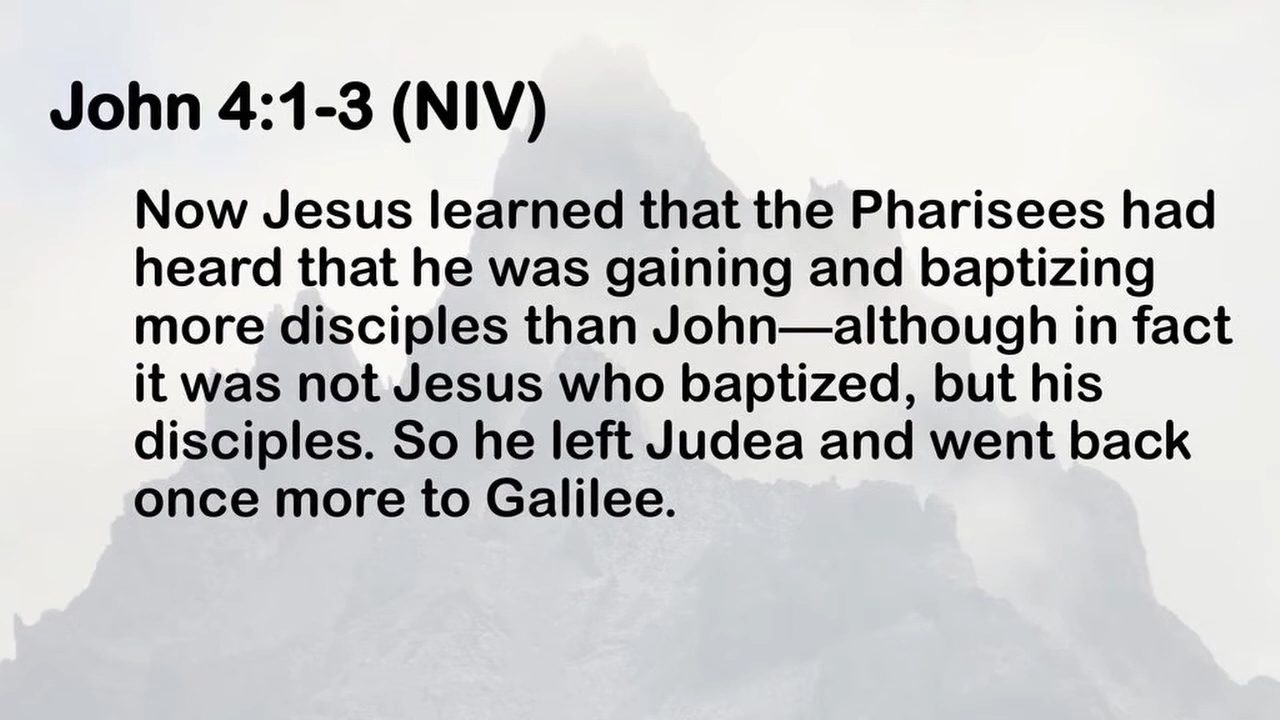 John 4:1-3 (NIV)
Now Jesus learned that the Pharisees had
heard that he was gaining and baptizing
more disciples than John—although in fact
it was not Jesus who baptized, but his
disciples. So he left Judea and went back
once more to Galilee.